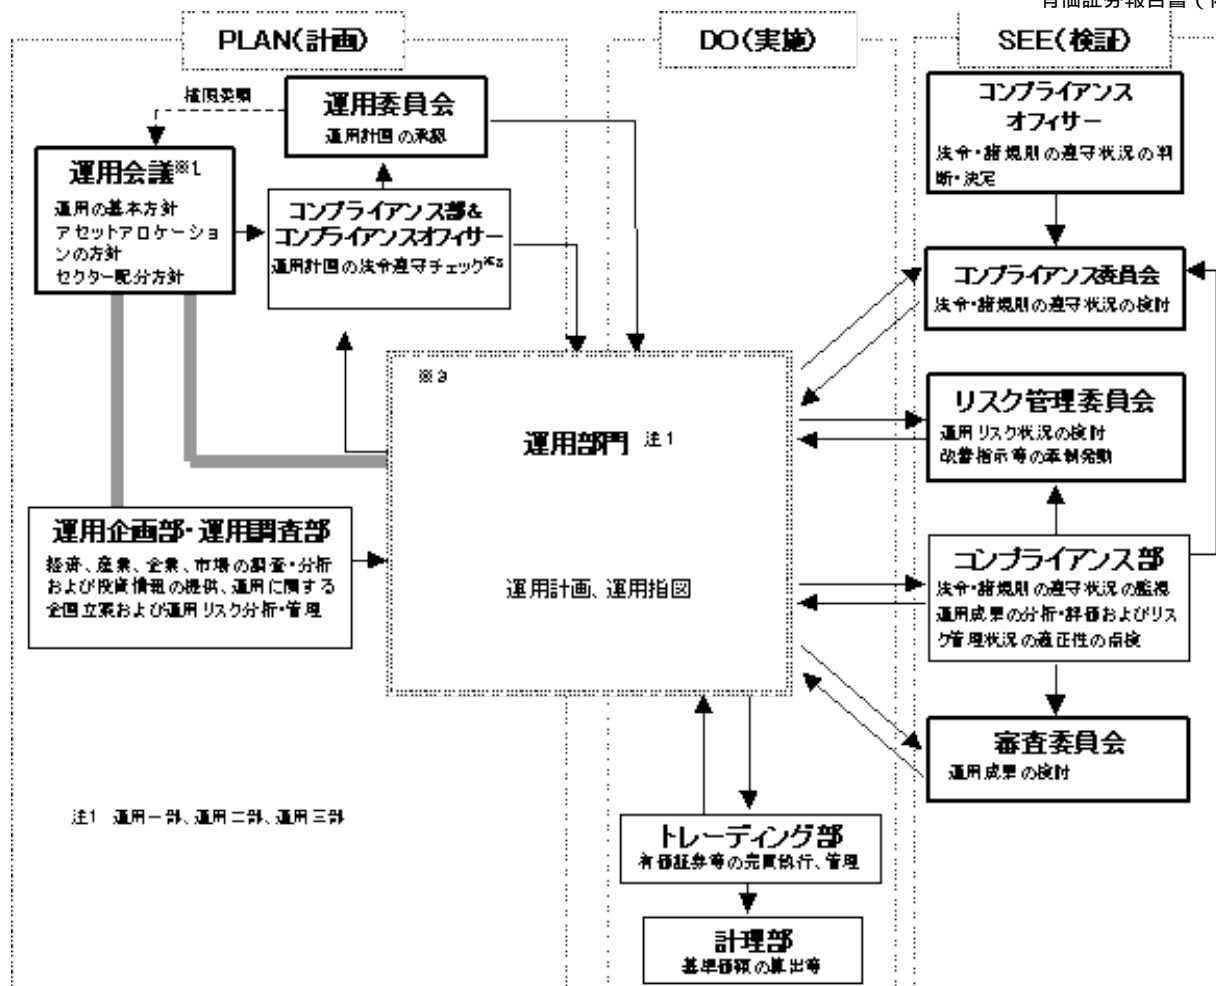 有価証券報告書（
PLAN(計画)
DO(実施)
SEE(検証)
権限委嘱
運用委員会
運用計画の承認
運用会議※1
運用の基本方針
アセットアロケーショ
ンの方針
セクター配分方針
コンプライアンス部&
コンプライアンスオフィサー
運用計画の法令遵守チェック※2
コンプライアンス
オフィサー
法令・諸規則の遵守状況の判
断・決定
コンプライアンス委員会
法令・諸規則の遵守状況の検討
※3
運用部門 注1
運用計画、運用指図
リスク管理委員会
運用リスク状況の検討
改善指示等の牽制発動
運用企画部・運用調査部
経済、産業、企業、市場の調査・分析
および投資情報の提供、運用に関する
企画立案および運用リスク分析・管理
コンプライアンス部
法令・諸規則の遵守状況の監視
運用成果の分析・評価およびリス
ク管理状況の適正性の点検
審査委員会
運用成果の検討
注1 運用一部、運用二部、運用三部
トレーディング部
有価証券等の売買執行、管理
計理部
基準価額の算出等